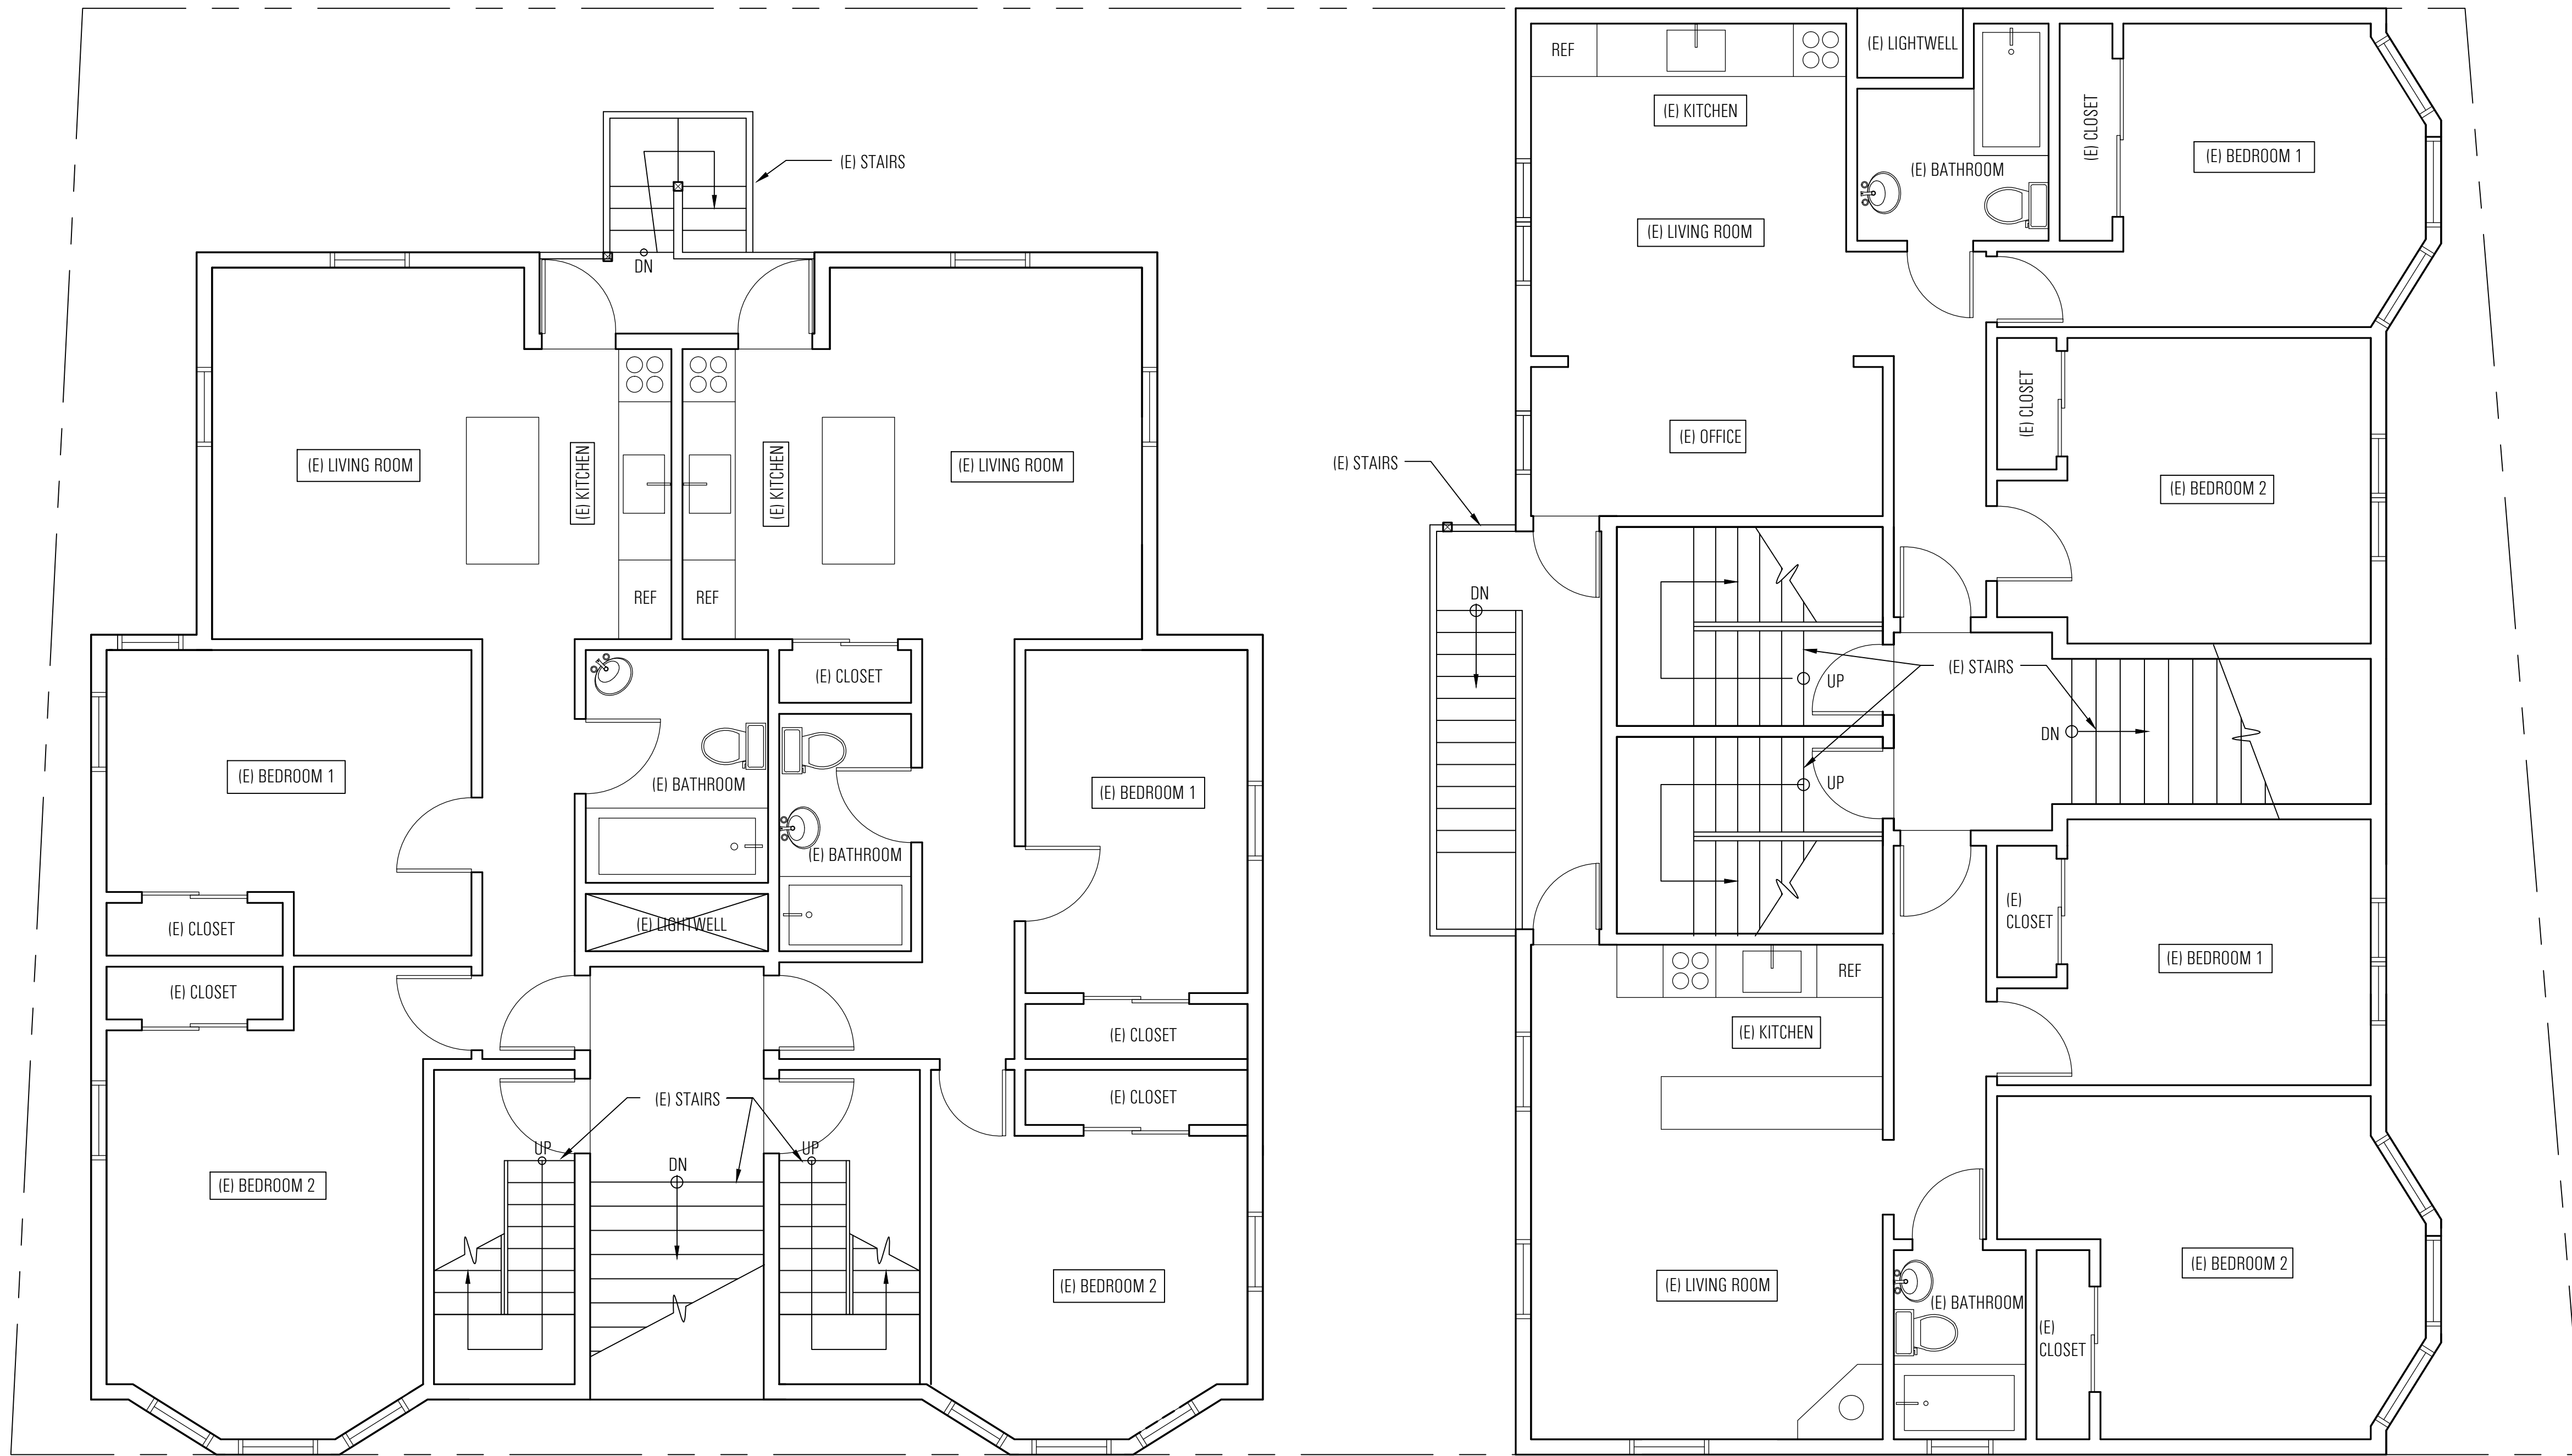 (E) STAIRS
DN
(E) LIVING ROOM
(E) KITCHEN
(E) KITCHEN
(E) LIVING ROOM
REF
REF
(E) CLOSET
(E) BEDROOM 1
(E) BATHROOM
(E) BEDROOM 1
(E) BATHROOM
(E) CLOSET
(E) LIGHTWELL
(E) CLOSET
(E) CLOSET
(E) STAIRS
(E) CLOSET
UP
DN
UP
(E) BEDROOM 2
(E) BEDROOM 2
REF
(E) LIGHTWELL
(E) KITCHEN
(E) CLOSET
(E) BEDROOM 1
(E) BATHROOM
(E) LIVING ROOM
(E) CLOSET
(E) OFFICE
(E) STAIRS
(E) BEDROOM 2
DN
(E) STAIRS
UP
DN
UP
(E)
CLOSET
(E) BEDROOM 1
REF
(E) KITCHEN
(E) BEDROOM 2
(E) LIVING ROOM
(E) BATHROOM
(E)
CLOSET